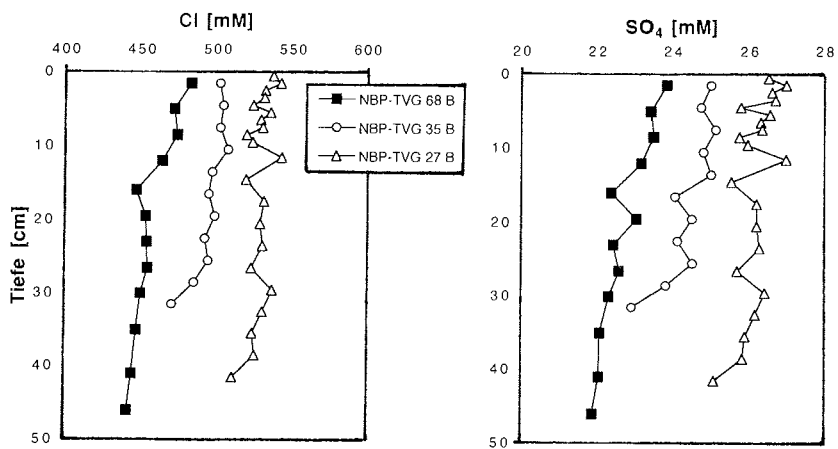 Cl [mM]
400 450 500 550 600
0
10
20
30
40
50
Tiefe [cm]
NBP-TVG 68 B
NBP-TVG 35 B
NBP-TVG 27 B
SO₄ [mM]
20 22 24 26 28
0
10
20
30
40
50